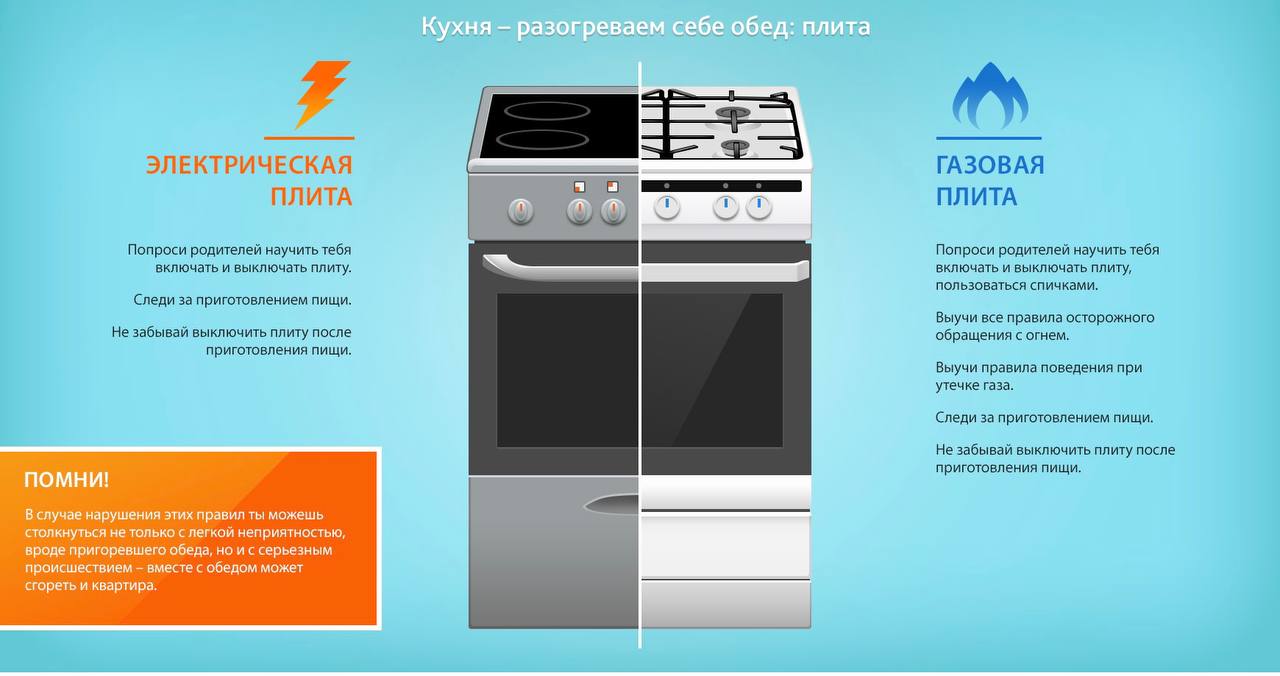 Кухня – разогреваем себе обед: плита
ЭЛЕКТРИЧЕСКАЯ
ПЛИТА
Попроси родителей научить тебя
включать и выключать плиту.
Следи за приготовлением пищи.
Не забывай выключить плиту после
приготовления пищи.
ПОМНИ!
В случае нарушения этих правил ты можешь
столкнуться не только с легкой неприятностью,
вроде пригоревшего обеда, но и с серьезным
происшествием – вместе с обедом может
сгореть и квартира.
ГАЗОВАЯ
ПЛИТА
Попроси родителей научить тебя
включать и выключать плиту,
пользоваться спичками.
Выучи все правила осторожного
обращения с огнем.
Выучи правила поведения при
утечке газа.
Следи за приготовлением пищи.
Не забывай выключить плиту после
приготовления пищи.